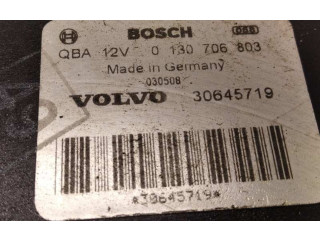 BOSCH
QBA 12V 0 130 706 803
Made in Germany
030508
VOLVO 30645719
*30645719*